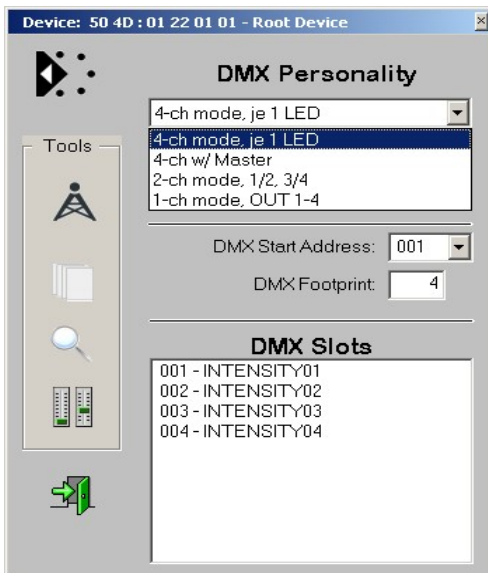 Device: 50 4D : 01 22 01 01 - Root Device
DMX Personality
4-ch mode, je 1 LED
Tools
4-ch mode, je 1 LED
4-ch w/ Master
2-ch mode, 1/2, 3/4
1-ch mode, OUT 1-4
DMX Start Address: 001
DMX Footprint: 4
DMX Slots
001 - INTENSITY01
002 - INTENSITY02
003 - INTENSITY03
004 - INTENSITY04